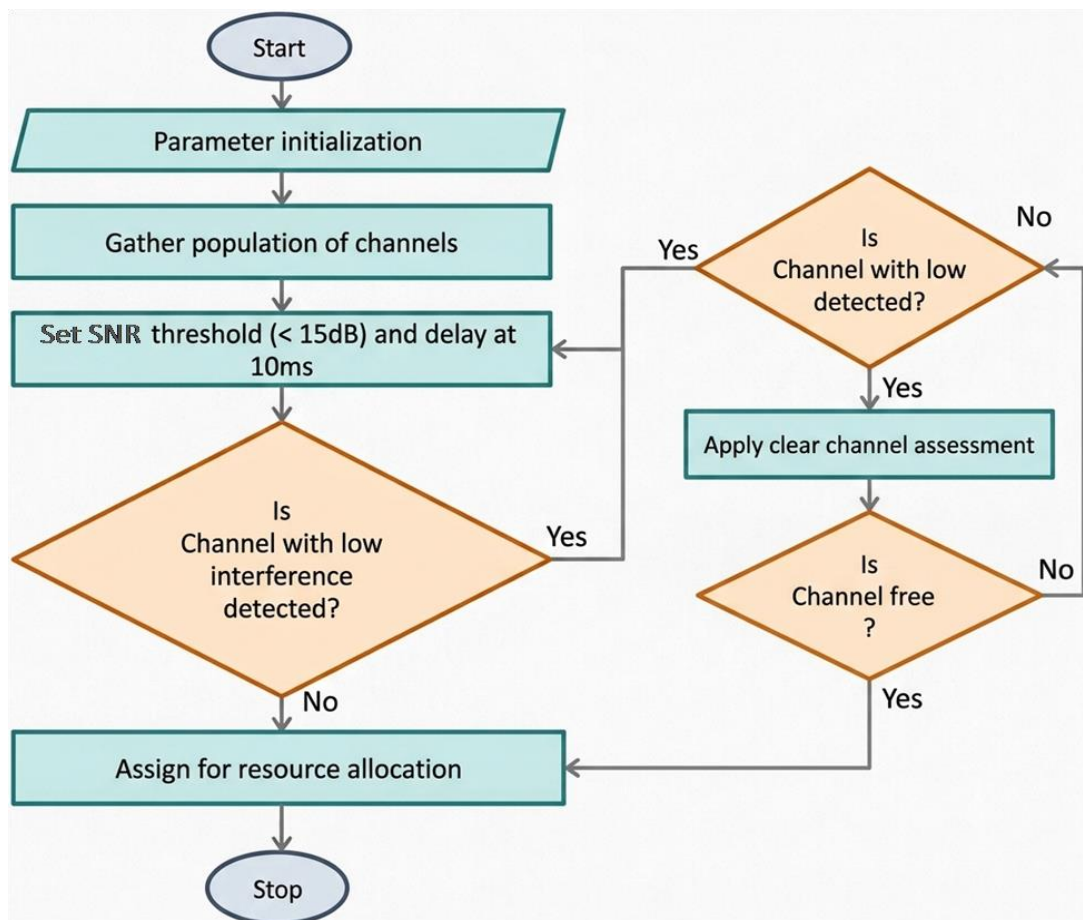 Start
Parameter initialization
Gather population of channels
Set SNR threshold (< 15dB) and delay at
10ms
Is
Channel with low
interference
detected?
Yes
No
Assign for resource allocation
Stop
Is
Channel with low
detected?
Yes
No
Yes
Apply clear channel assessment
Is
Channel free
?
No
Yes